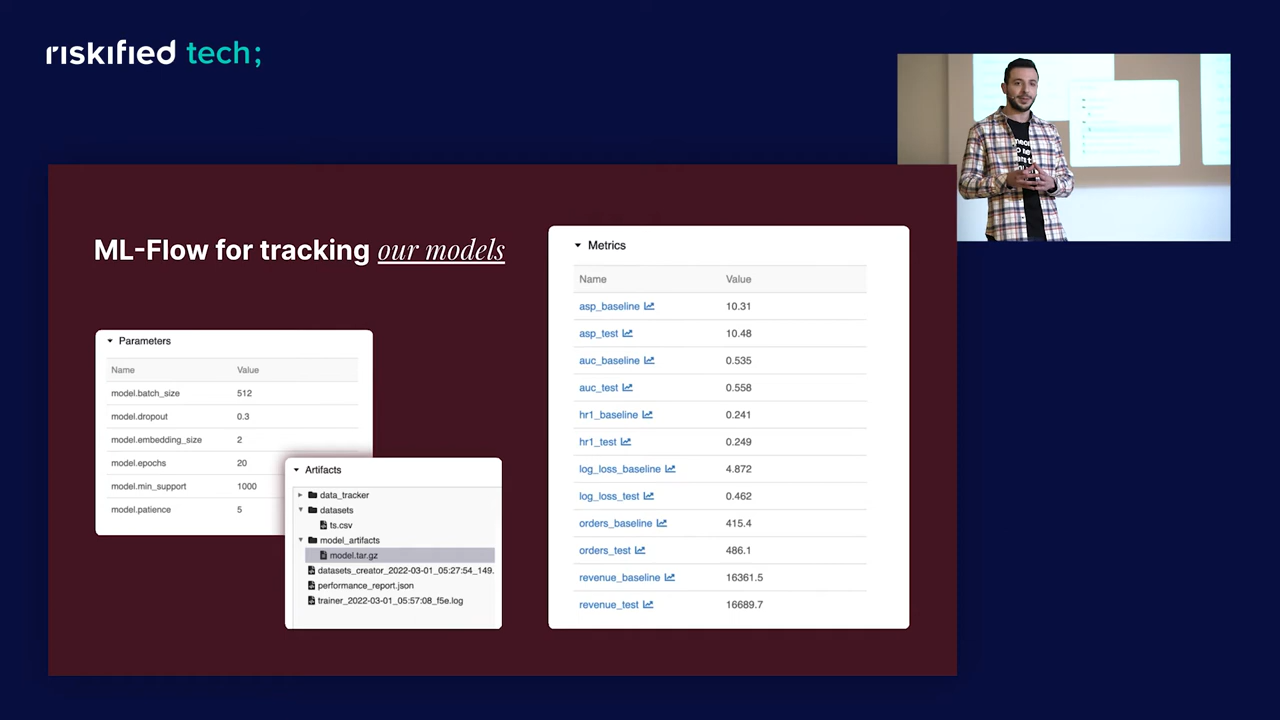 riskified tech;
ML-Flow for tracking our models
Parameters
Name Value
model.batch_size 512
model.dropout 0.3
model.embedding_size 2
model.epochs 20
model.min_support 1000
model.patience 5
Artifacts
data_tracker
datasets
ts.csv
model_artifacts
model.tar.gz
datasets_creator_2022-03-01_05:27:54_149.
performance_report.json
trainer_2022-03-01_05:57:08_f5e.log
Metrics
Name Value
asp_baseline 10.31
asp_test 10.48
auc_baseline 0.535
auc_test 0.558
hr1_baseline 0.241
hr1_test 0.249
log_loss_baseline 4.872
log_loss_test 0.462
orders_baseline 415.4
orders_test 486.1
revenue_baseline 16361.5
revenue_test 16689.7